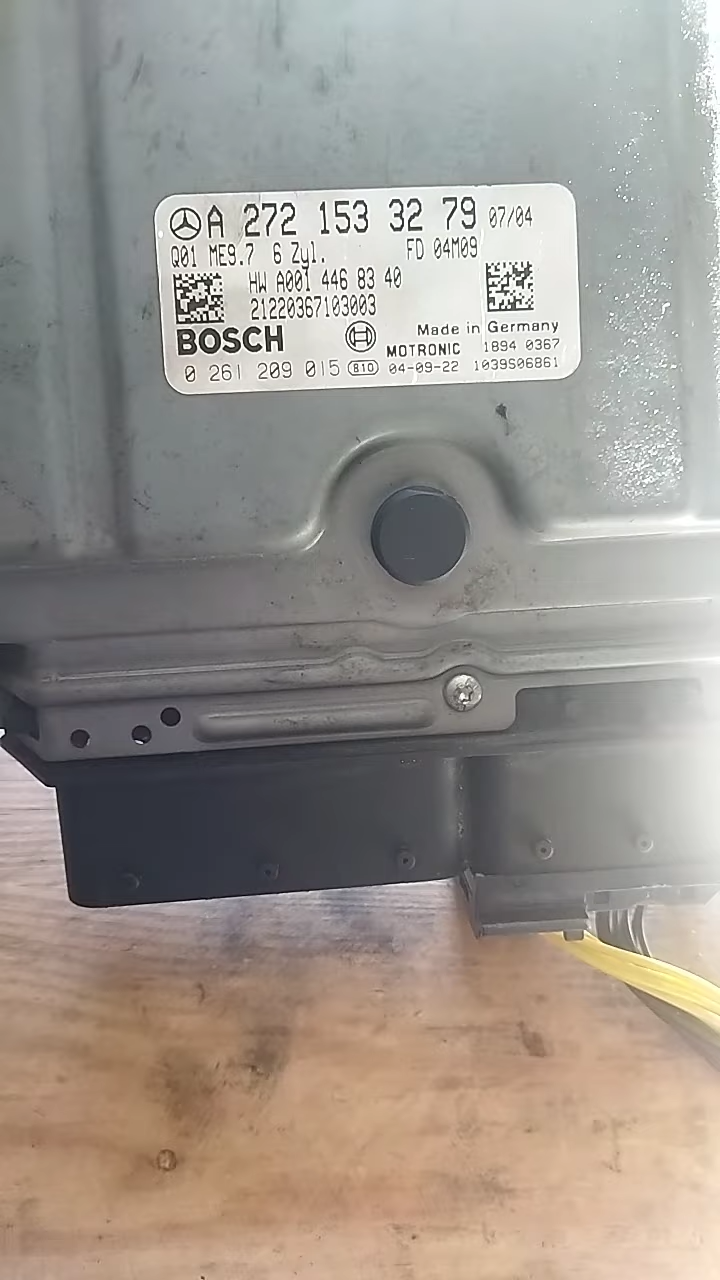 A 272 153 32 79 07/04
Q01 ME9.7 6 Zyl. FD 04M09
HW A001 446 83 40
21220367103003
BOSCH Made in Germany
MOTRONIC 1894 0367
0 261 209 015 810 04-09-22 1039S06861